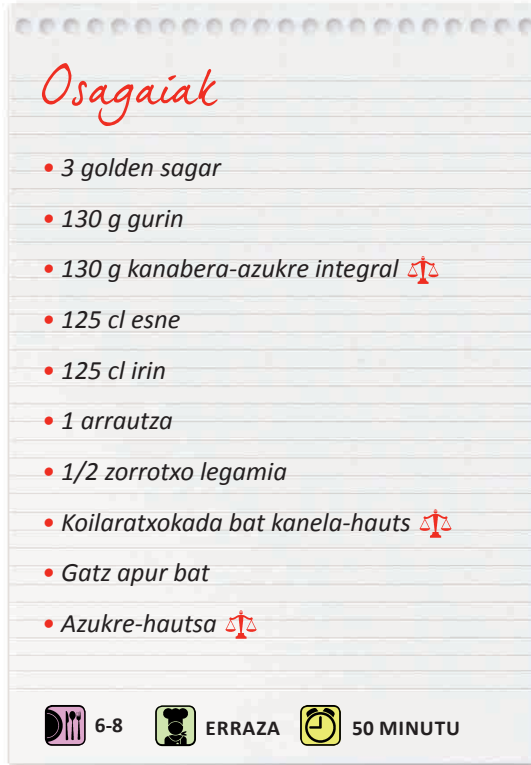 Osagaiak
• 3 golden sagar
• 130 g gurin
• 130 g kanabera-azukre integral
• 125 cl esne
• 125 cl irin
• 1 arrautza
• 1/2 zorrotxo legamia
• Koilaratxokada bat kanela-hauts
• Gatz apur bat
• Azukre-hautsa
6-8 ERRAZA 50 MINUTU